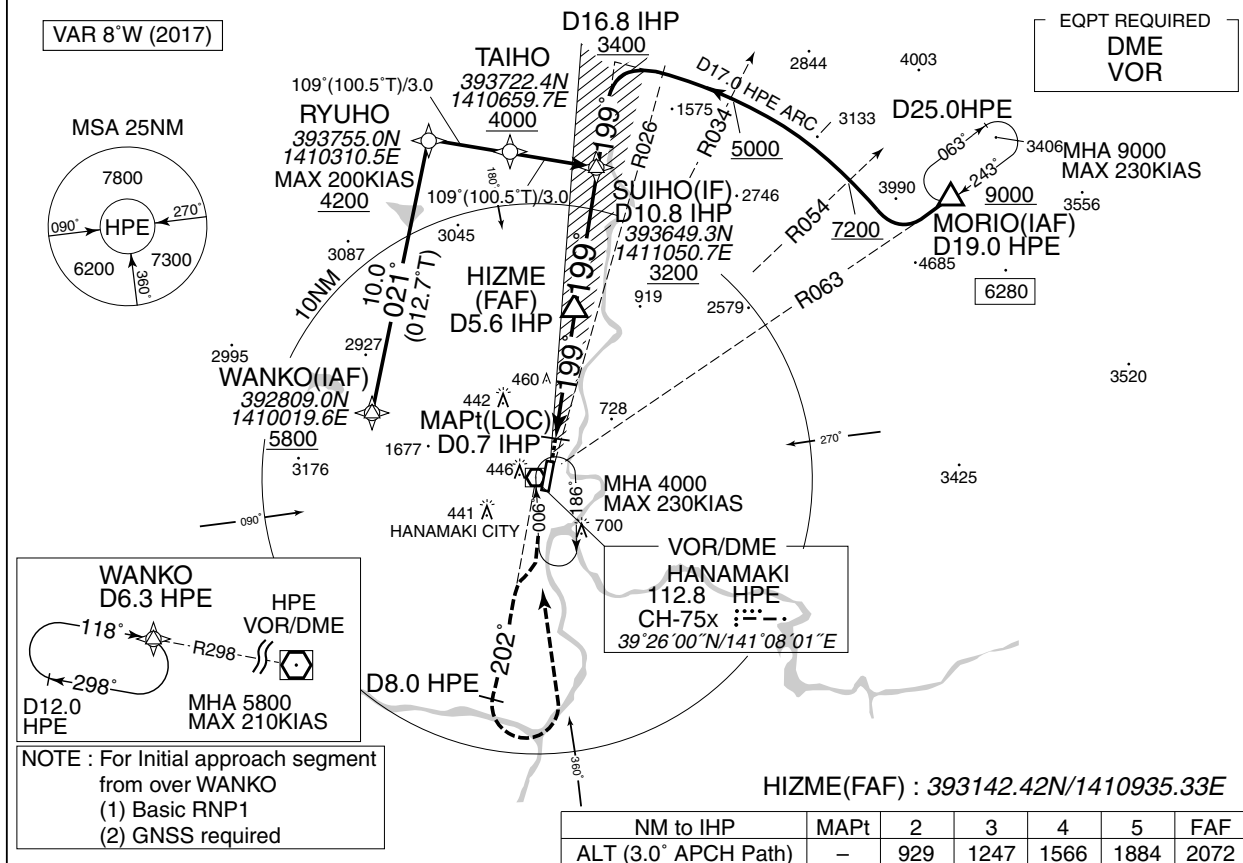 VAR 8°W (2017)
EQPT REQUIRED
DME
VOR
MSA 25NM
7800
HPE
090°
270°
6200
7300
360°
D16.8 IHP
3400
TAIHO
393722.4N
1410659.7E
4000
109°(100.5°T)/3.0
RYUHO
393755.0N
1410310.5E
MAX 200KIAS
4200
109°(100.5°T)/3.0
180°
199°
R026
R034
1575
D17.0 HPE ARC
5000
2844
4003
3133
D25.0HPE
063°
243°
3406
MHA 9000
MAX 230KIAS
3990
9000
3556
MORIO(IAF)
D19.0 HPE
7200
R054
4685
6280
R063
SUIHO(IF)
D10.8 IHP
393649.3N
1411050.7E
3200
2746
919
2579
3045
3087
10NM
10.0
021°
(012.7°T)
199°
HIZME
(FAF)
D5.6 IHP
199°
2995
2927
WANKO(IAF)
392809.0N
1410019.6E
5800
3176
1677
460
442
MAPt(LOC)
D0.7 IHP
728
446
441
HANAMAKI CITY
006°
186°
MHA 4000
MAX 230KIAS
700
270°
3520
3425
090°
VOR/DME
HANAMAKI
112.8 HPE
CH-75x
39°26′00″N/141°08′01″E
WANKO
D6.3 HPE
HPE
VOR/DME
118°
R298
298°
D12.0
HPE
MHA 5800
MAX 210KIAS
202°
D8.0 HPE
360°
NOTE : For Initial approach segment
from over WANKO
(1) Basic RNP1
(2) GNSS required
HIZME(FAF) : 393142.42N/1410935.33E
NM to IHP MAPt 2 3 4 5 FAF
ALT (3.0° APCH Path) – 929 1247 1566 1884 2072